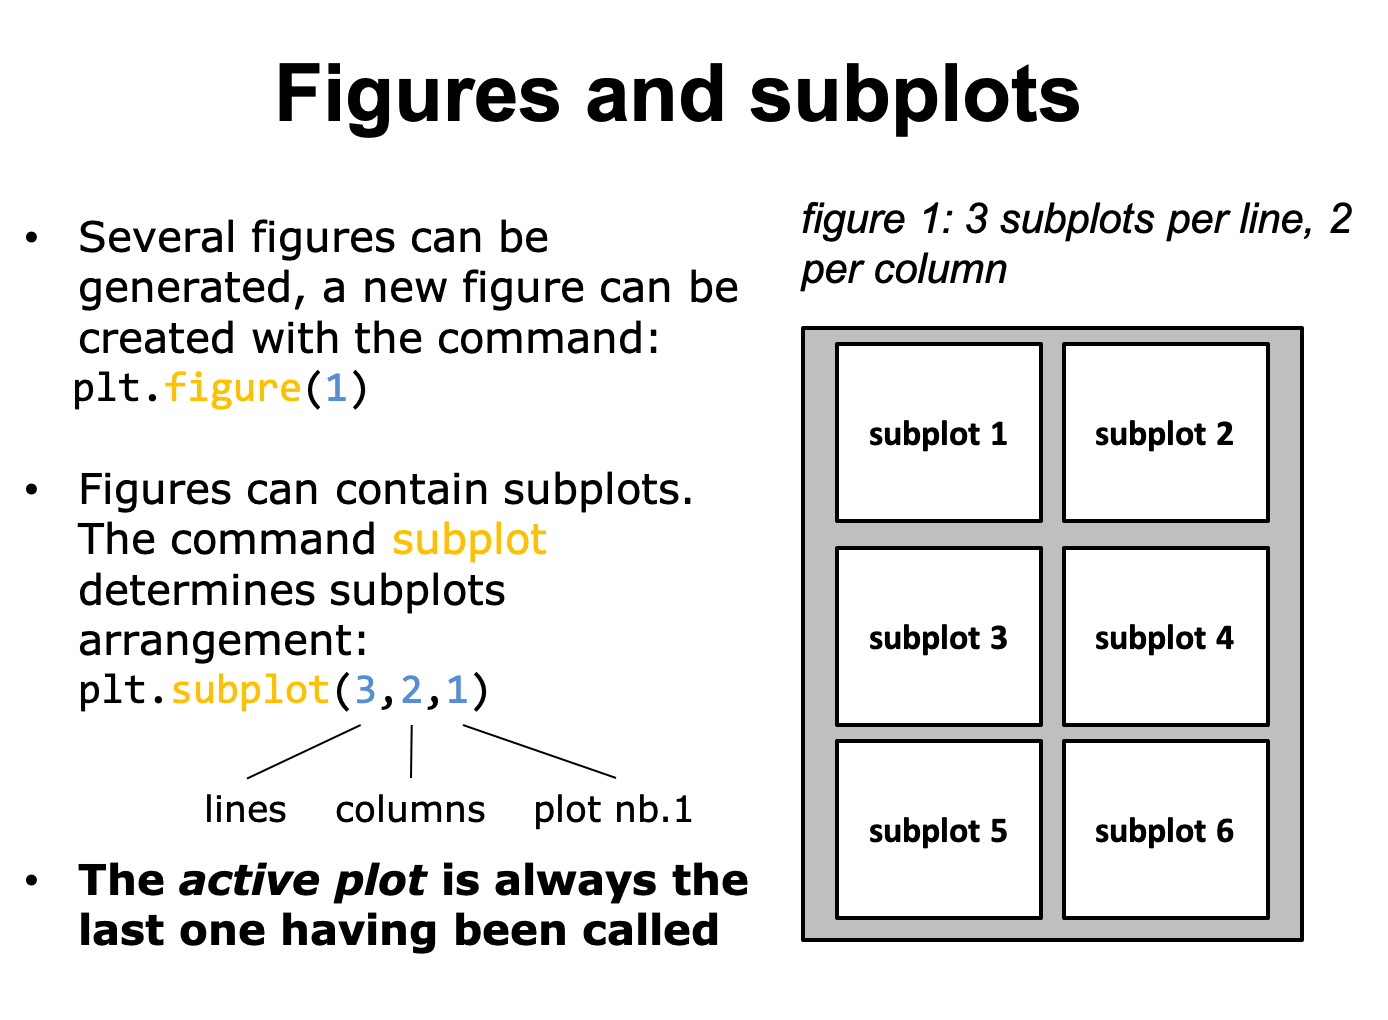 Figures and subplots
• Several figures can be
generated, a new figure can be
created with the command:
plt.figure(1)
• Figures can contain subplots.
The command subplot
determines subplots
arrangement:
plt.subplot(3,2,1)
lines columns plot nb.1
• The active plot is always the
last one having been called
figure 1: 3 subplots per line, 2
per column
subplot 1 subplot 2
subplot 3 subplot 4
subplot 5 subplot 6